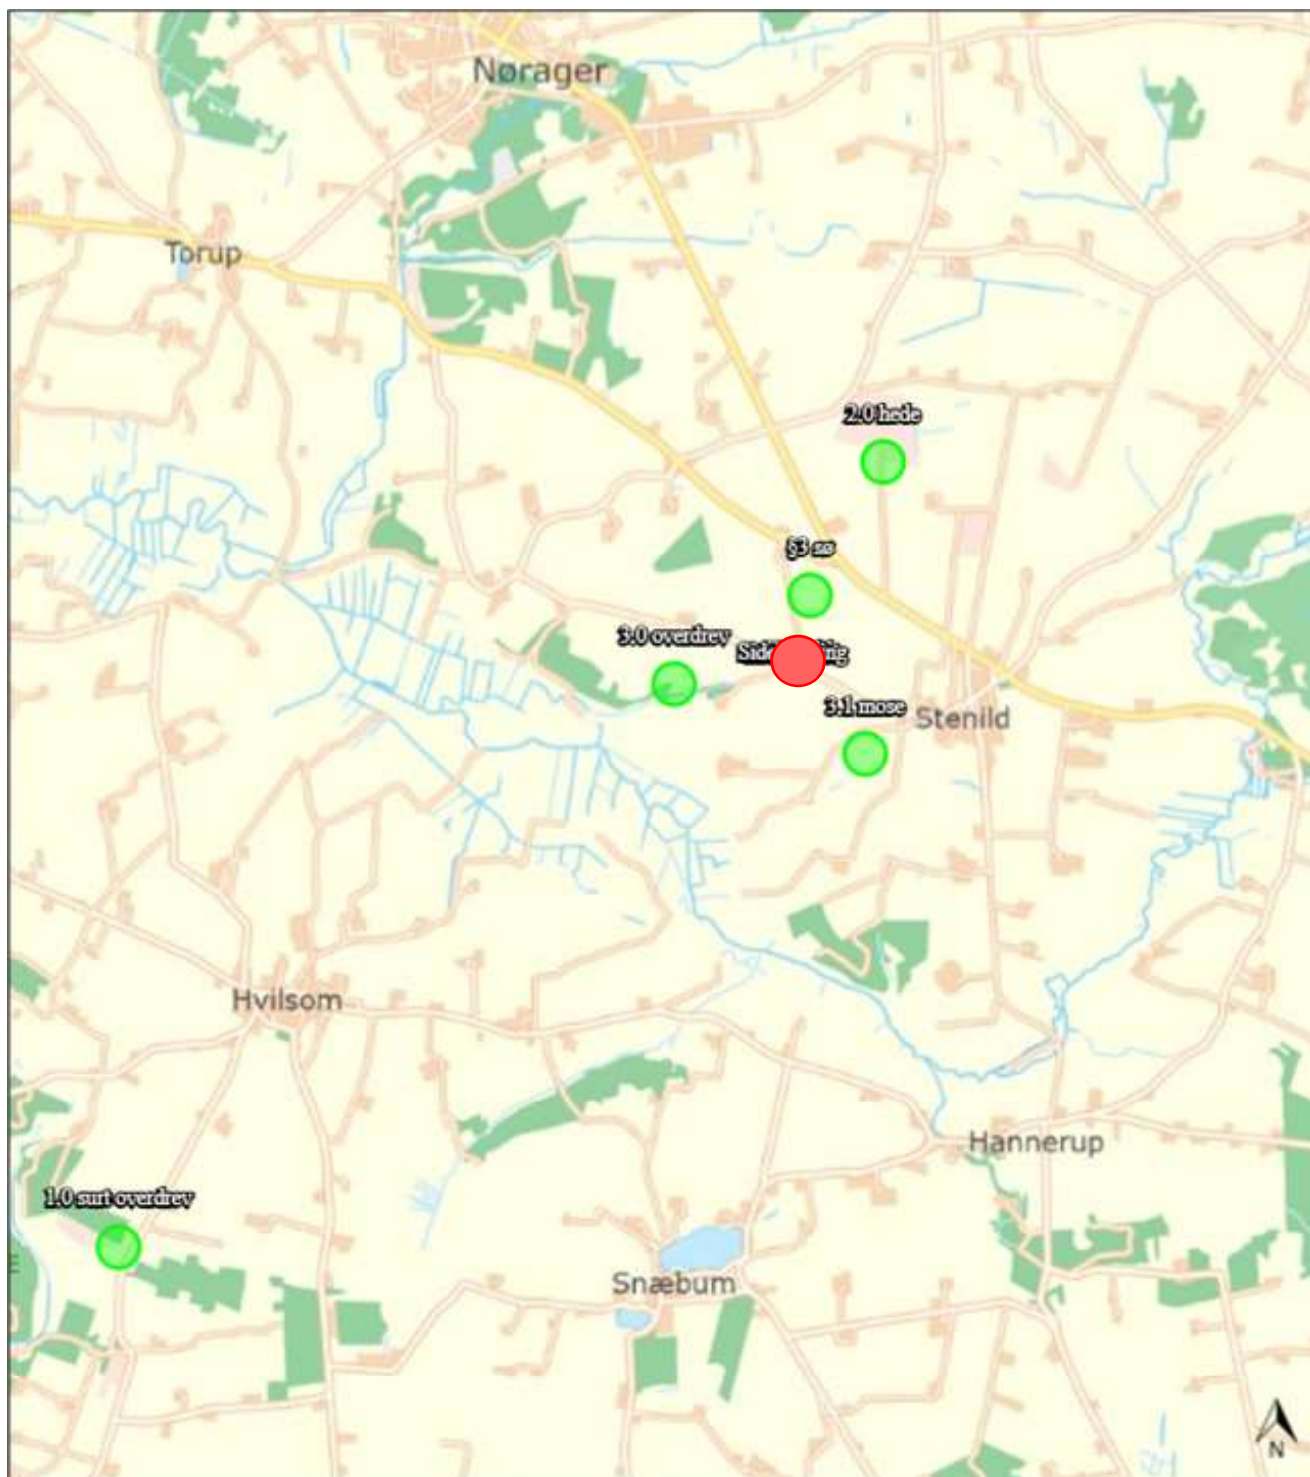 Nørager
Torup
2.0 hede
§3 sø
3.0 overdrev
3.1 mose
Stenild
Hvilsom
Hannerup
1.0 surt overdrev
Snæbum
N